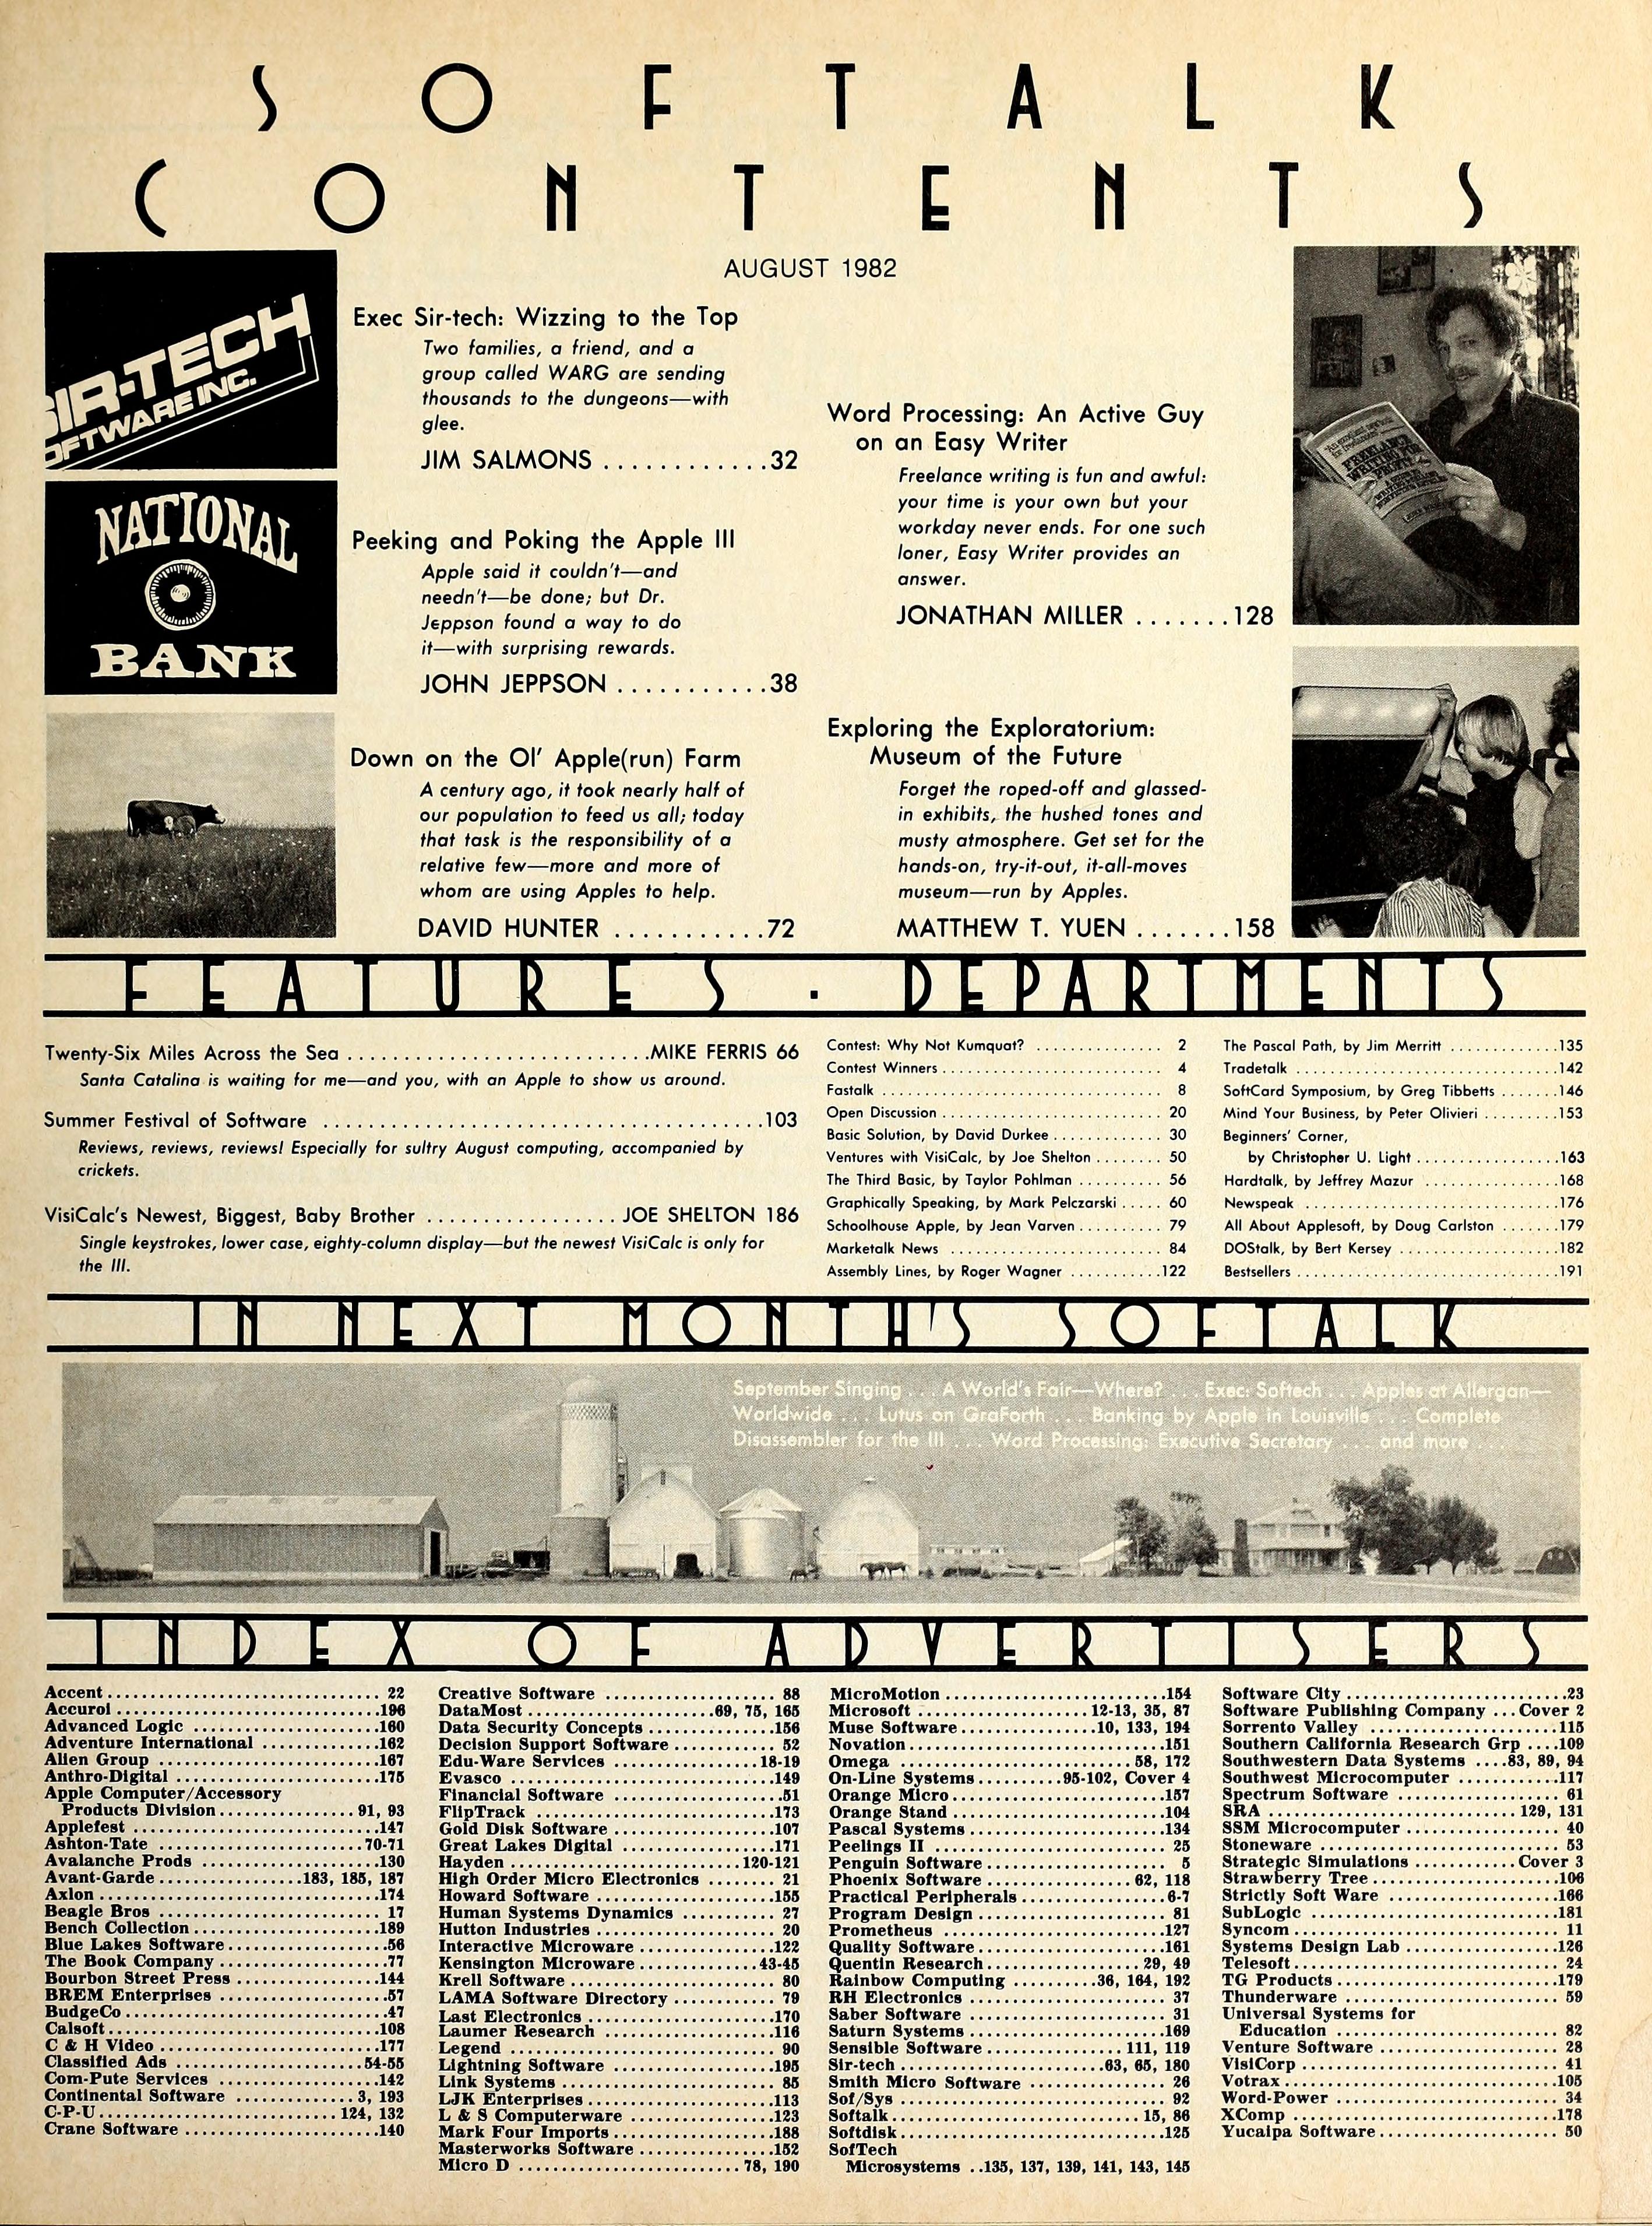 SOFTALK
CONTENTS
AUGUST 1982
SIR-TECH
SOFTWARE INC.
NATIONAL
BANK
Exec Sir-tech: Wizzing to the Top
Two families, a friend, and a
group called WARG are sending
thousands to the dungeons—with
glee.
JIM SALMONS ............32
Peeking and Poking the Apple III
Apple said it couldn't—and
needn't—be done; but Dr.
Jeppson found a way to do
it—with surprising rewards.
JOHN JEPPSON ...........38
Down on the Ol' Apple(run) Farm
A century ago, it took nearly half of
our population to feed us all; today
that task is the responsibility of a
relative few—more and more of
whom are using Apples to help.
DAVID HUNTER ...........72
Word Processing: An Active Guy
on an Easy Writer
Freelance writing is fun and awful:
your time is your own but your
workday never ends. For one such
loner, Easy Writer provides an
answer.
JONATHAN MILLER .......128
FREELANCE
WRITING FOR
PROFIT
Exploring the Exploratorium:
Museum of the Future
Forget the roped-off and glassed-
in exhibits, the hushed tones and
musty atmosphere. Get set for the
hands-on, try-it-out, it-all-moves
museum—run by Apples.
MATTHEW T. YUEN .......158
FEATURES · DEPARTMENTS
Twenty-Six Miles Across the Sea ............................MIKE FERRIS 66
Santa Catalina is waiting for me—and you, with an Apple to show us around.
Summer Festival of Software .........................................103
Reviews, reviews, reviews! Especially for sultry August computing, accompanied by
crickets.
VisiCalc's Newest, Biggest, Baby Brother .................. JOE SHELTON 186
Single keystrokes, lower case, eighty-column display—but the newest VisiCalc is only for
the III.
Contest: Why Not Kumquat? ............... 2
Contest Winners .......................... 4
Fastalk .................................. 8
Open Discussion .......................... 20
Basic Solution, by David Durkee ............. 30
Ventures with VisiCalc, by Joe Shelton ........ 50
The Third Basic, by Taylor Pohlman .......... 56
Graphically Speaking, by Mark Pelczarski ..... 60
Schoolhouse Apple, by Jean Varven ........... 79
Marketalk News .......................... 84
Assembly Lines, by Roger Wagner ...........122
The Pascal Path, by Jim Merritt .............135
Tradetalk ................................142
SoftCard Symposium, by Greg Tibbetts .......146
Mind Your Business, by Peter Olivieri .........153
Beginners' Corner,
by Christopher U. Light .................163
Hardtalk, by Jeffrey Mazur ................168
Newspeak ................................176
All About Applesoft, by Doug Carlston .......179
DOStalk, by Bert Kersey ...................182
Bestsellers ...............................191
IN NEXT MONTH'S SOFTALK
September Singing . . . A World's Fair—Where? . . . Exec: Softech . . . Apples at Allergan—
Worldwide . . . Lutus on GraForth . . . Banking by Apple in Louisville . . . Complete
Disassembler for the III . . . Word Processing: Executive Secretary . . . and more . . .
INDEX OF ADVERTISERS
Accent ................................ 22
Accurol ...............................196
Advanced Logic ......................160
Adventure International .............162
Alien Group ..........................167
Anthro-Digital ........................175
Apple Computer/Accessory
Products Division ................ 91, 93
Applefest .............................147
Ashton-Tate ........................70-71
Avalanche Prods .....................130
Avant-Garde ................183, 185, 187
Axlon .................................174
Beagle Bros ........................... 17
Bench Collection ......................189
Blue Lakes Software ...................56
The Book Company ....................77
Bourbon Street Press .................144
BREM Enterprises .....................57
BudgeCo ..............................47
Calsoft ................................108
C & H Video ..........................177
Classified Ads ......................54-55
Com-Pute Services ...................142
Continental Software .............. 3, 193
C-P-U ............................ 124, 132
Crane Software .......................140
Creative Software .................... 88
DataMost .......................69, 75, 165
Data Security Concepts ...............156
Decision Support Software ............. 52
Edu-Ware Services .................18-19
Evasco ................................149
Financial Software ....................51
FlipTrack .............................173
Gold Disk Software ...................107
Great Lakes Digital ...................171
Hayden ..........................120-121
High Order Micro Electronics ........ 21
Howard Software .....................155
Human Systems Dynamics ........... 27
Hutton Industries ..................... 20
Interactive Microware ................122
Kensington Microware .............43-45
Krell Software ........................ 80
LAMA Software Directory ............ 79
Last Electronics ......................170
Laumer Research ....................116
Legend ............................... 90
Lightning Software ...................195
Link Systems ......................... 85
LJK Enterprises ......................113
L & S Computerware .................123
Mark Four Imports ...................188
Masterworks Software ................152
Micro D .......................... 78, 190
MicroMotion ..........................154
Microsoft .................... 12-13, 35, 87
Muse Software .................10, 133, 194
Novation .............................151
Omega ............................58, 172
On-Line Systems ..........95-102, Cover 4
Orange Micro .........................157
Orange Stand .........................104
Pascal Systems .......................134
Peelings II ............................ 25
Penguin Software ..................... 5
Phoenix Software ................. 62, 118
Practical Peripherals ..................6-7
Program Design ...................... 81
Prometheus ..........................127
Quality Software ......................161
Quentin Research .................. 29, 49
Rainbow Computing .........36, 164, 192
RH Electronics ....................... 37
Saber Software ....................... 31
Saturn Systems .......................169
Sensible Software ................ 111, 119
Sir-tech ........................63, 65, 180
Smith Micro Software ................ 26
Sof/Sys ............................... 92
Softalk ............................. 15, 86
Softdisk ..............................125
SofTech
Microsystems ..135, 137, 139, 141, 143, 145
Software City ..........................23
Software Publishing Company ...Cover 2
Sorrento Valley .......................115
Southern California Research Grp ....109
Southwestern Data Systems ....83, 89, 94
Southwest Microcomputer ............117
Spectrum Software ................... 61
SRA ............................. 129, 131
SSM Microcomputer .................. 40
Stoneware ............................ 53
Strategic Simulations ...........Cover 3
Strawberry Tree ......................106
Strictly Soft Ware ....................166
SubLogic .............................181
Syncom ............................... 11
Systems Design Lab ..................126
Telesoft ............................... 24
TG Products ..........................179
Thunderware ......................... 59
Universal Systems for
Education .......................... 82
Venture Software ..................... 28
VisiCorp .............................. 41
Votrax ................................105
Word-Power .......................... 34
XComp ...............................178
Yucaipa Software ..................... 50